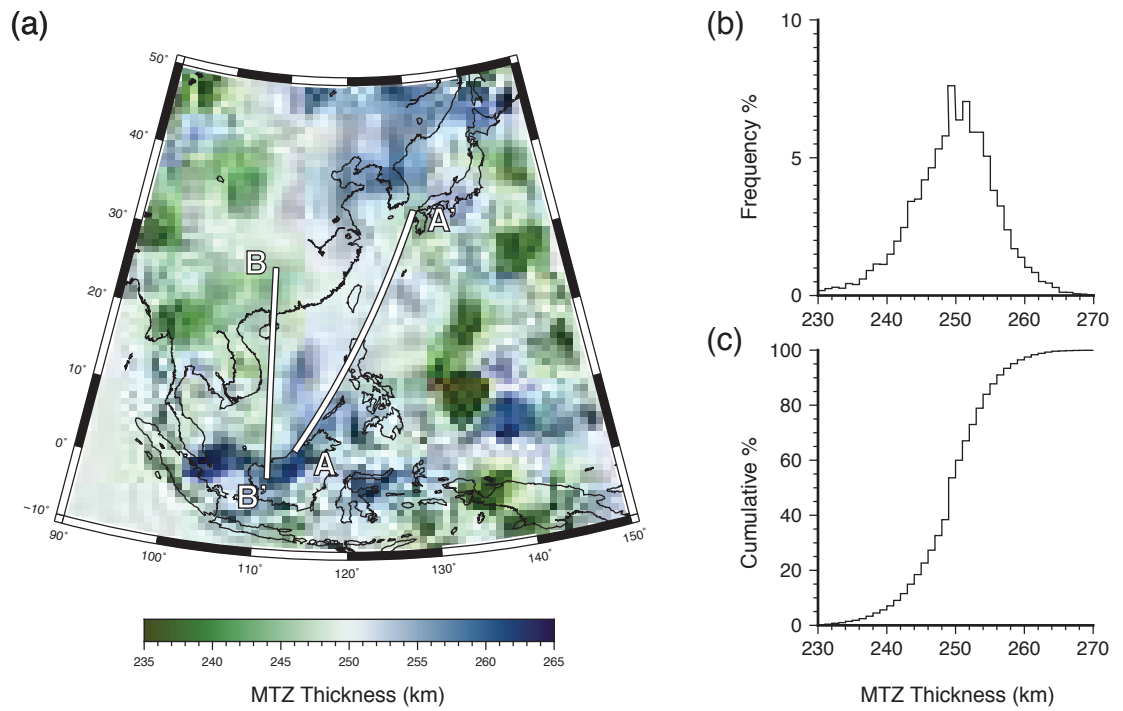 (a)
50°
40°
30°
20°
10°
0°
−10°
90°
100°
110°
120°
130°
140°
150°
A'
B
A
B'
235 240 245 250 255 260 265
MTZ Thickness (km)
(b)
Frequency %
10
5
0
230 240 250 260 270
(c)
Cumulative %
100
80
60
40
20
0
230 240 250 260 270
MTZ Thickness (km)